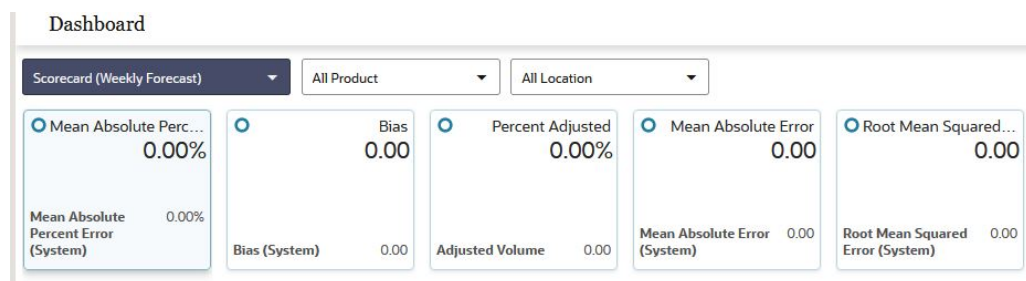 Dashboard
Scorecard (Weekly Forecast)
All Product
All Location
Mean Absolute Perc...
0.00%
Mean Absolute 0.00%
Percent Error
(System)
Bias
0.00
Bias (System) 0.00
Percent Adjusted
0.00%
Adjusted Volume 0.00
Mean Absolute Error
0.00
Mean Absolute Error 0.00
(System)
Root Mean Squared...
0.00
Root Mean Squared 0.00
Error (System)